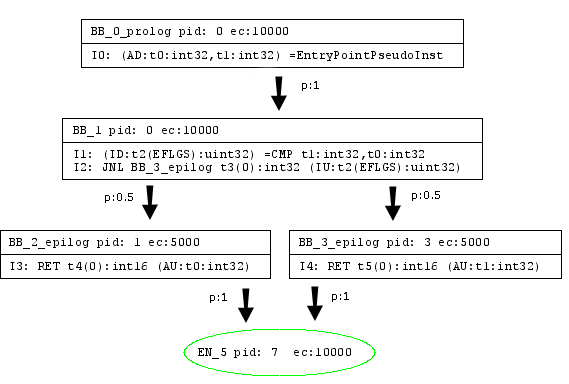 BB_0_prolog pid: 0 ec:10000
I0: (AD:t0:int32,t1:int32) =EntryPointPseudoInst
p:1
BB_1 pid: 0 ec:10000
I1: (ID:t2(EFLGS):uint32) =CMP t1:int32,t0:int32
I2: JNL BB_3_epilog t3(0):int32 (IU:t2(EFLGS):uint32)
p:0.5
p:0.5
BB_2_epilog pid: 1 ec:5000
BB_3_epilog pid: 3 ec:5000
I3: RET t4(0):int16 (AU:t0:int32)
I4: RET t5(0):int16 (AU:t1:int32)
p:1
p:1
EN_5 pid: 7 ec:10000